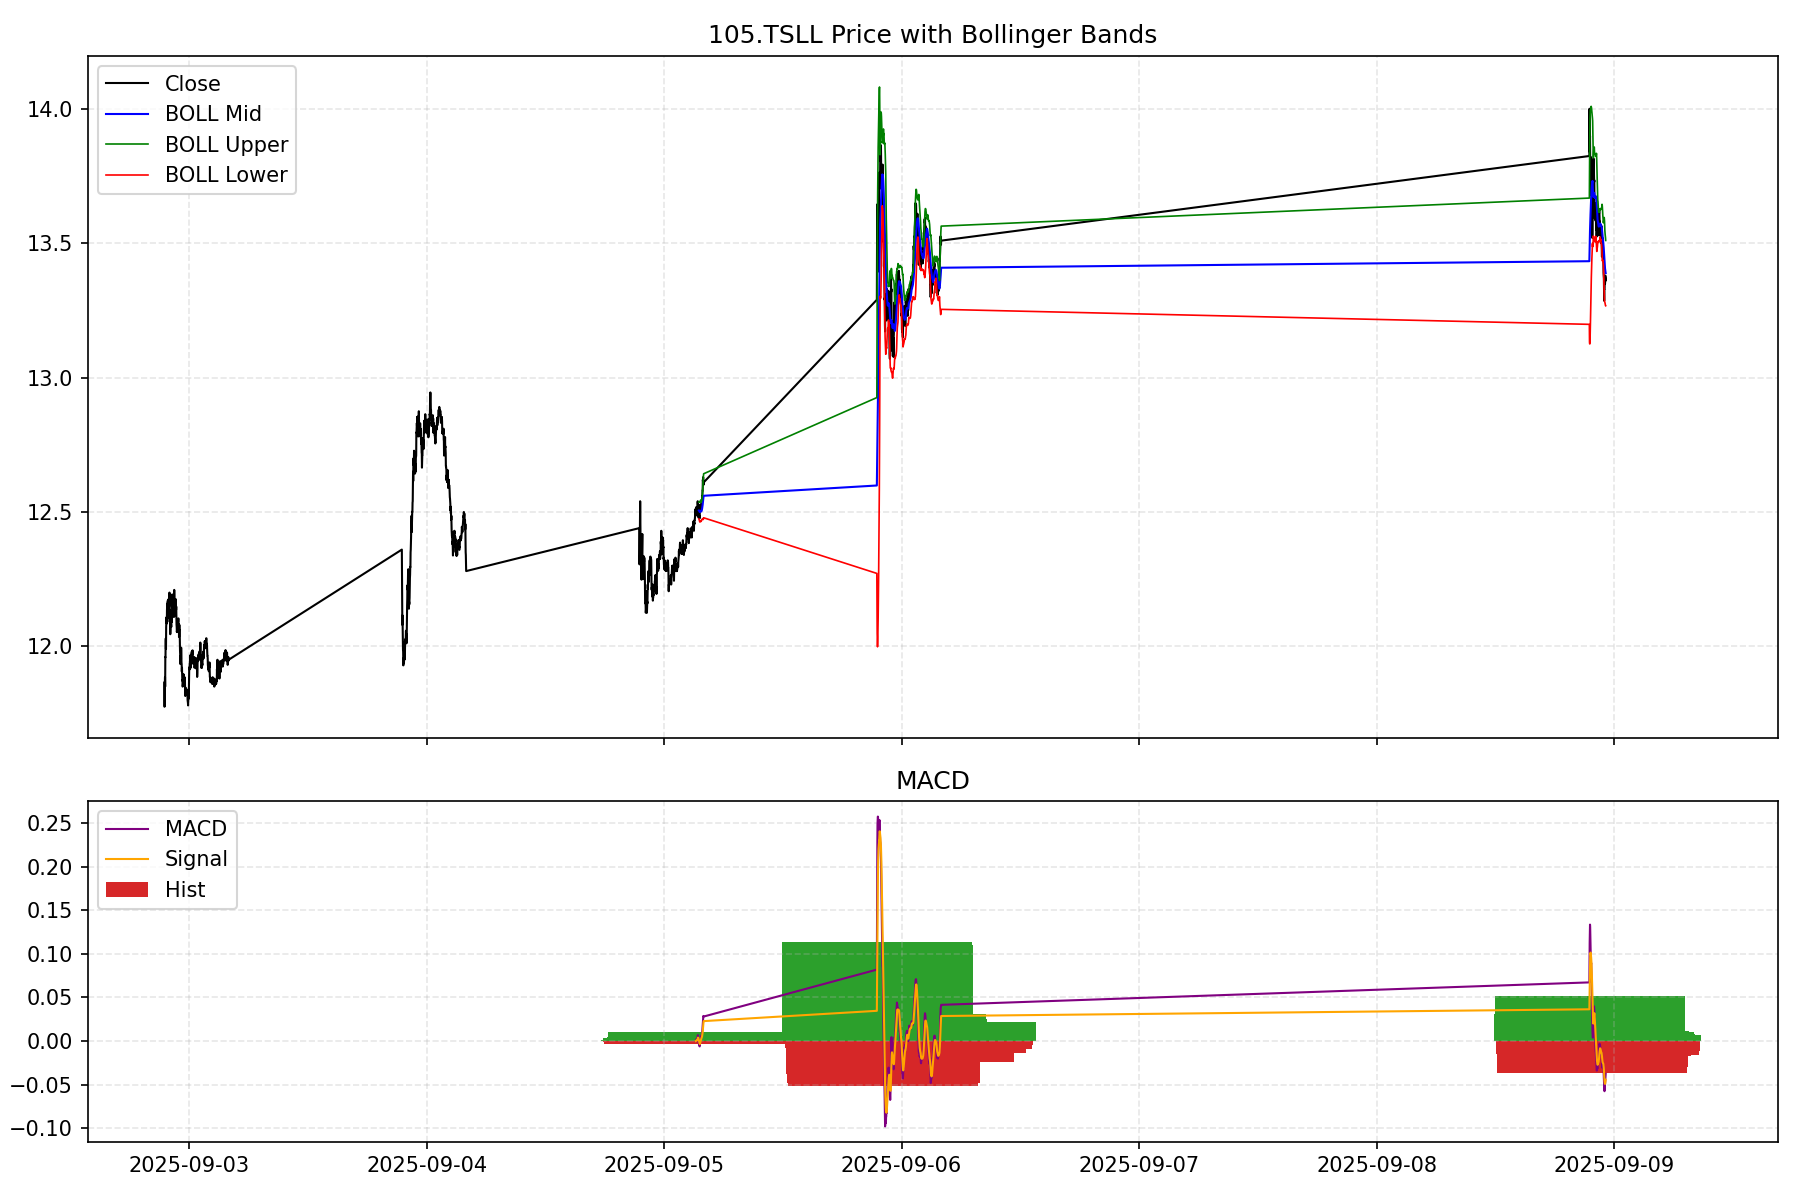 105.TSLL Price with Bollinger Bands
Close
BOLL Mid
BOLL Upper
BOLL Lower
14.0
13.5
13.0
12.5
12.0
MACD
MACD
Signal
Hist
0.25
0.20
0.15
0.10
0.05
0.00
−0.05
−0.10
2025-09-03 2025-09-04 2025-09-05 2025-09-06 2025-09-07 2025-09-08 2025-09-09